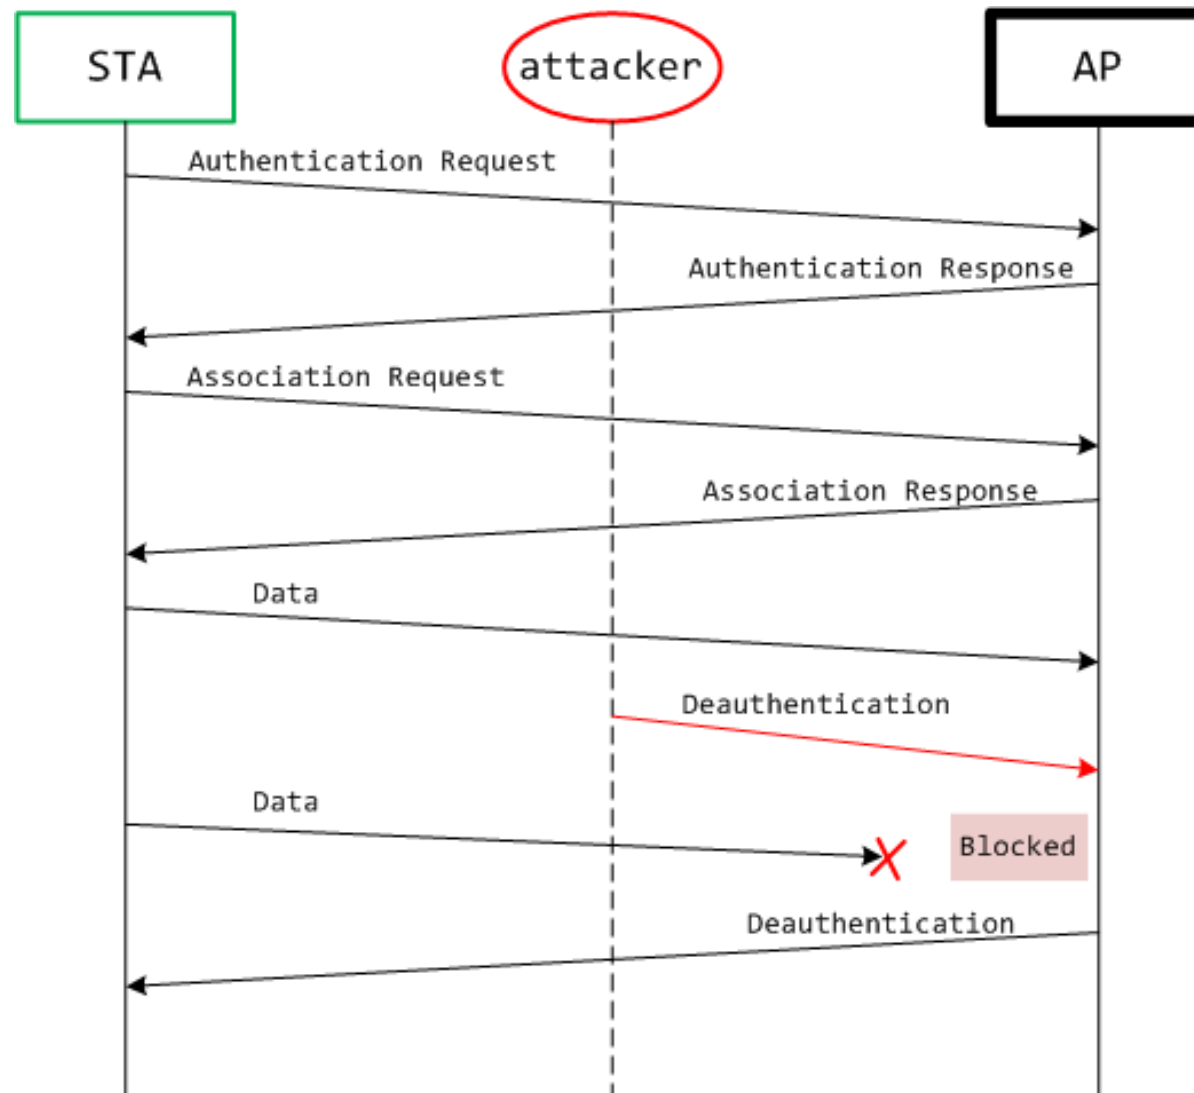 STA
attacker
AP
Authentication Request
Authentication Response
Association Request
Association Response
Data
Deauthentication
Data
Blocked
Deauthentication